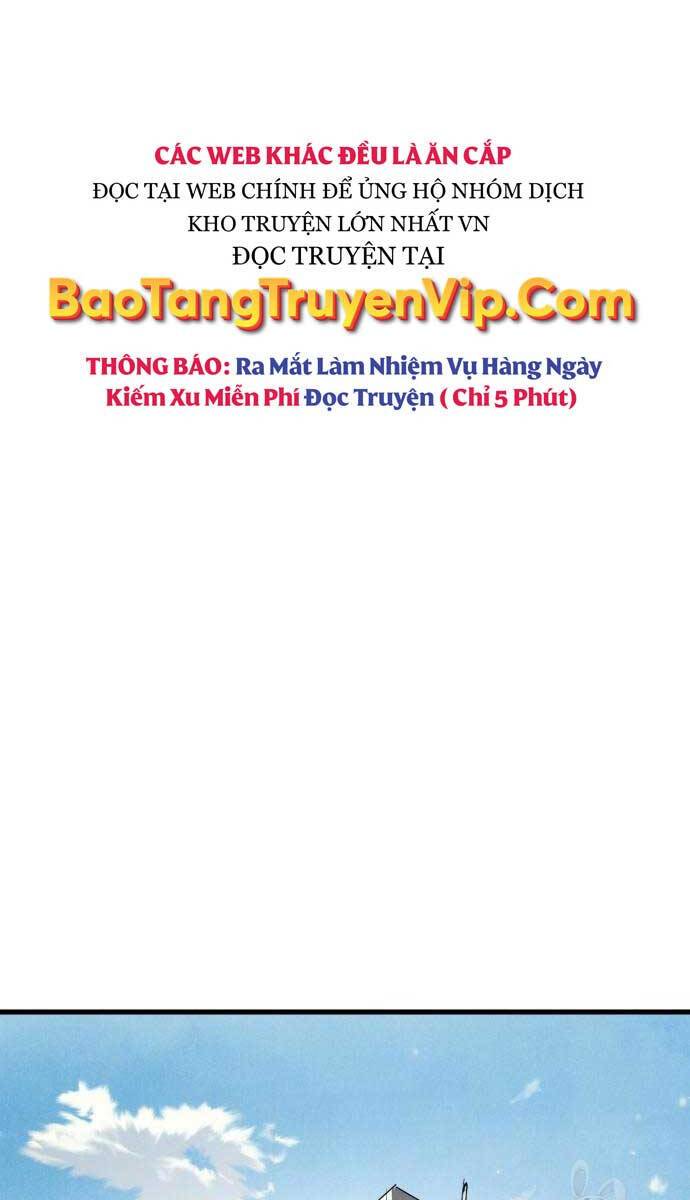 CÁC WEB KHÁC ĐỀU LÀ ĂN CẮP
ĐỌC TẠI WEB CHÍNH ĐỂ ỦNG HỘ NHÓM DỊCH
KHO TRUYỆN LỚN NHẤT VN
ĐỌC TRUYỆN TẠI
BaoTangTruyenVip.Com
THÔNG BÁO: Ra Mắt Làm Nhiệm Vụ Hàng Ngày
Kiếm Xu Miễn Phí Đọc Truyện ( Chỉ 5 Phút)